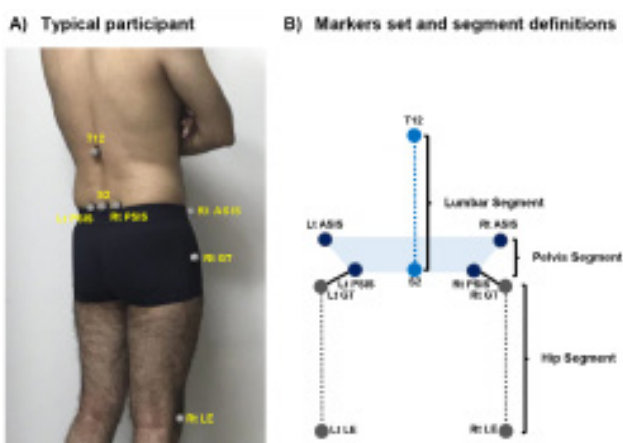 A) Typical participant
B) Markers set and segment definitions
T12
S2
Lt PSIS
Rt PSIS
Rt ASIS
Rt GT
Rt LE
T12
Lumbar Segment
Lt ASIS
Rt ASIS
Pelvis Segment
Lt PSIS
S2
Rt PSIS
Lt GT
Rt GT
Hip Segment
Lt LE
Rt LE